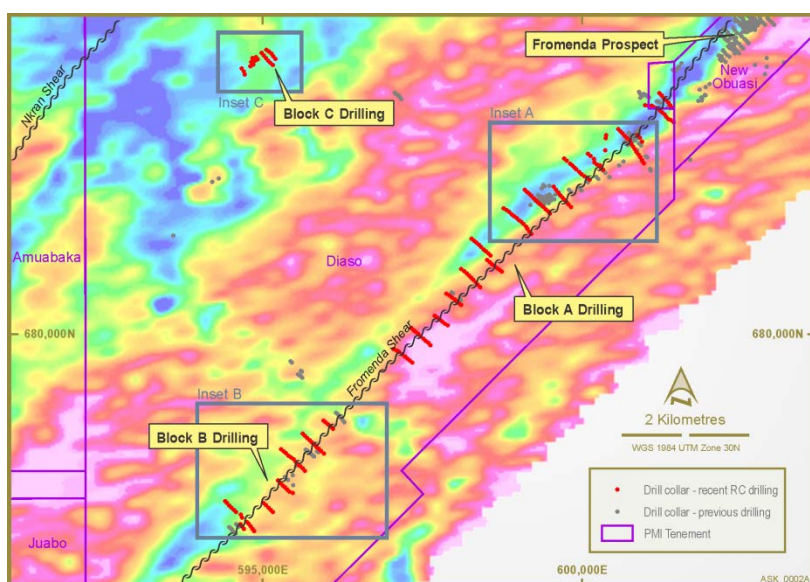 Fromenda Prospect
New
Obuasi
Nkran Shear
Inset C
Block C Drilling
Inset A
Amuabaka
Diaso
Block A Drilling
680,000N
680,000N
Fromenda Shear
Inset B
Block B Drilling
2 Kilometres
WGS 1984 UTM Zone 30N
Drill collar - recent RC drilling
Drill collar - previous drilling
PMI Tenement
Juabo
595,000E
600,000E